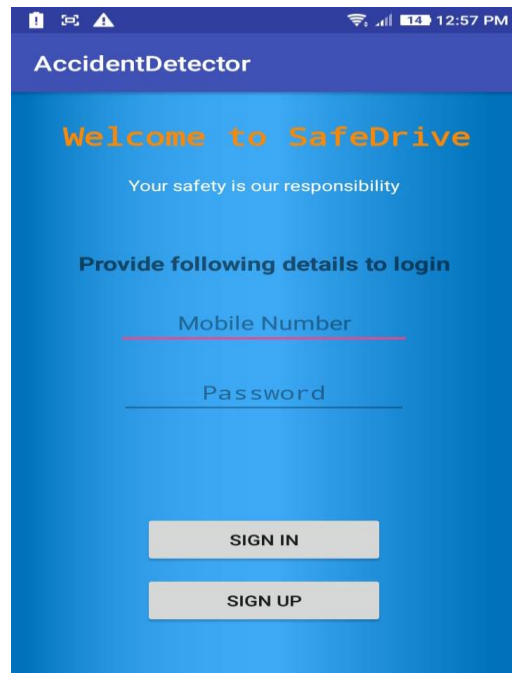 14 12:57 PM
AccidentDetector
Welcome to SafeDrive
Your safety is our responsibility
Provide following details to login
Mobile Number
Password
SIGN IN
SIGN UP